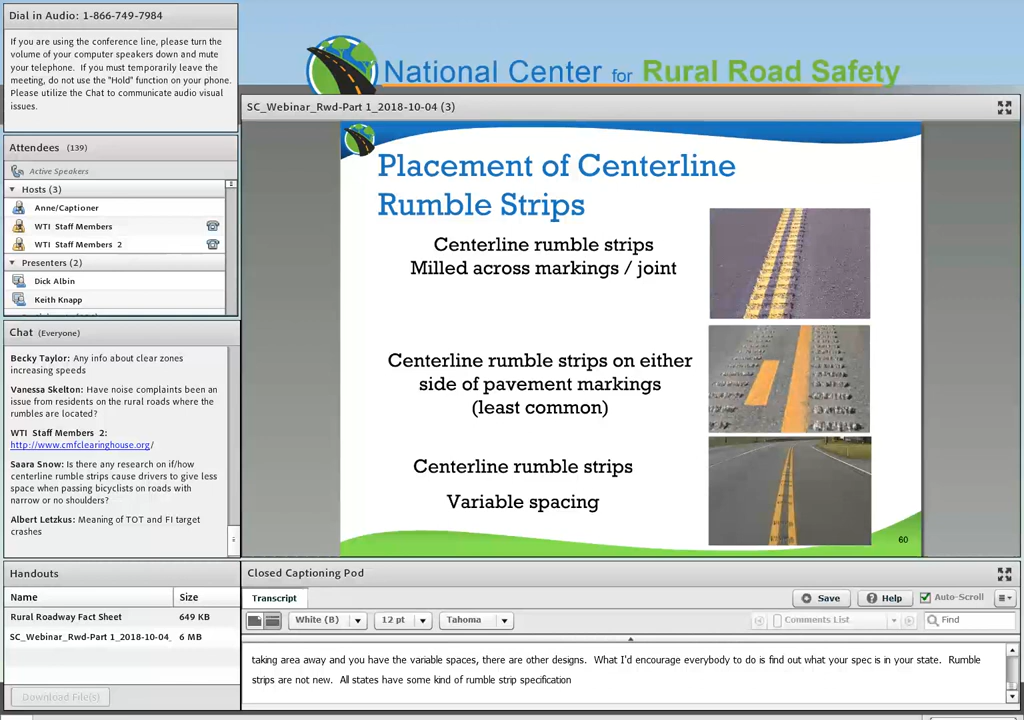 Dial in Audio: 1-866-749-7984
If you are using the conference line, please turn the
volume of your computer speakers down and mute
your telephone. If you must temporarily leave the
meeting, do not use the "Hold" function on your phone.
Please utilize the Chat to communicate audio visual
issues.
National Center for Rural Road Safety
SC_Webinar_Rwd-Part 1_2018-10-04 (3)
Attendees (139)
Active Speakers
Hosts (3)
Anne/Captioner
WTI Staff Members
WTI Staff Members 2
Presenters (2)
Dick Albin
Keith Knapp
Placement of Centerline
Rumble Strips
Centerline rumble strips
Milled across markings / joint
Centerline rumble strips on either
side of pavement markings
(least common)
Centerline rumble strips
Variable spacing
60
Chat (Everyone)
Becky Taylor: Any info about clear zones
increasing speeds
Vanessa Skelton: Have noise complaints been an
issue from residents on the rural roads where the
rumbles are located?
WTI Staff Members 2:
http://www.cmfclearinghouse.org/
Saara Snow: Is there any research on if/how
centerline rumble strips cause drivers to give less
space when passing bicyclists on roads with
narrow or no shoulders?
Albert Letzkus: Meaning of TOT and FI target
crashes
Handouts
Name Size
Rural Roadway Fact Sheet 649 KB
SC_Webinar_Rwd-Part 1_2018-10-04_ 6 MB
Download File(s)
Closed Captioning Pod
Transcript
Save
Help
Auto-Scroll
White (B)
12 pt
Tahoma
Comments List
Find
taking area away and you have the variable spaces, there are other designs. What I'd encourage everybody to do is find out what your spec is in your state. Rumble
strips are not new. All states have some kind of rumble strip specification